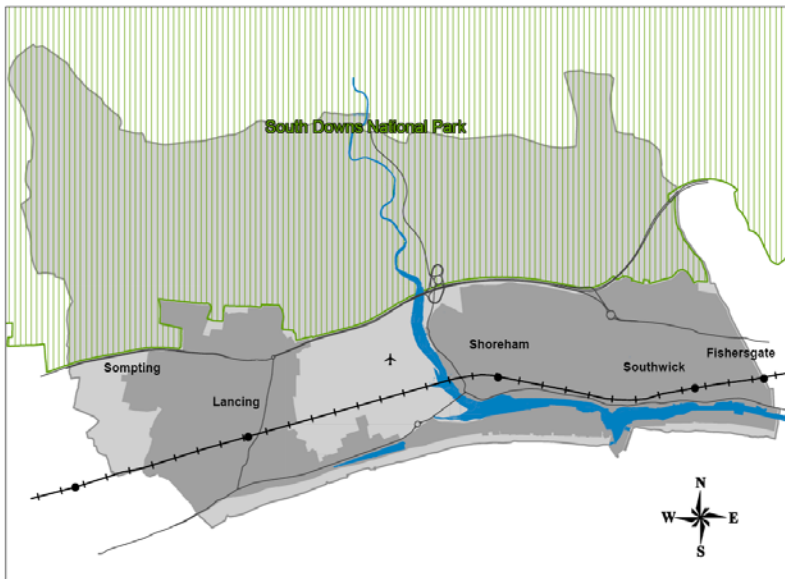 South Downs National Park
Shoreham
Fishersgate
Southwick
Sompting
Lancing
N
W E
S